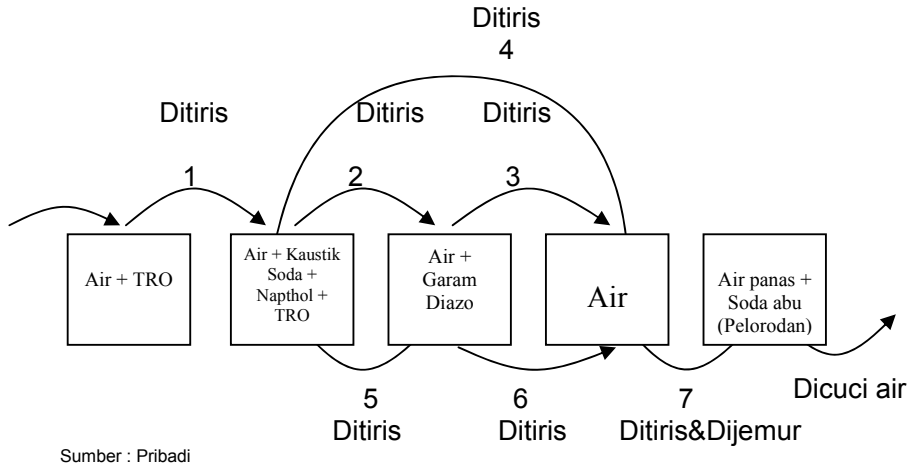 Ditiris
4
Ditiris
Ditiris
Ditiris
1
2
3
Air + TRO
Air + Kaustik
Soda +
Napthol +
TRO
Air +
Garam
Diazo
Air
Air panas +
Soda abu
(Pelorodan)
5
Ditiris
6
Ditiris
7
Ditiris&Dijemur
Dicuci air
Sumber : Pribadi